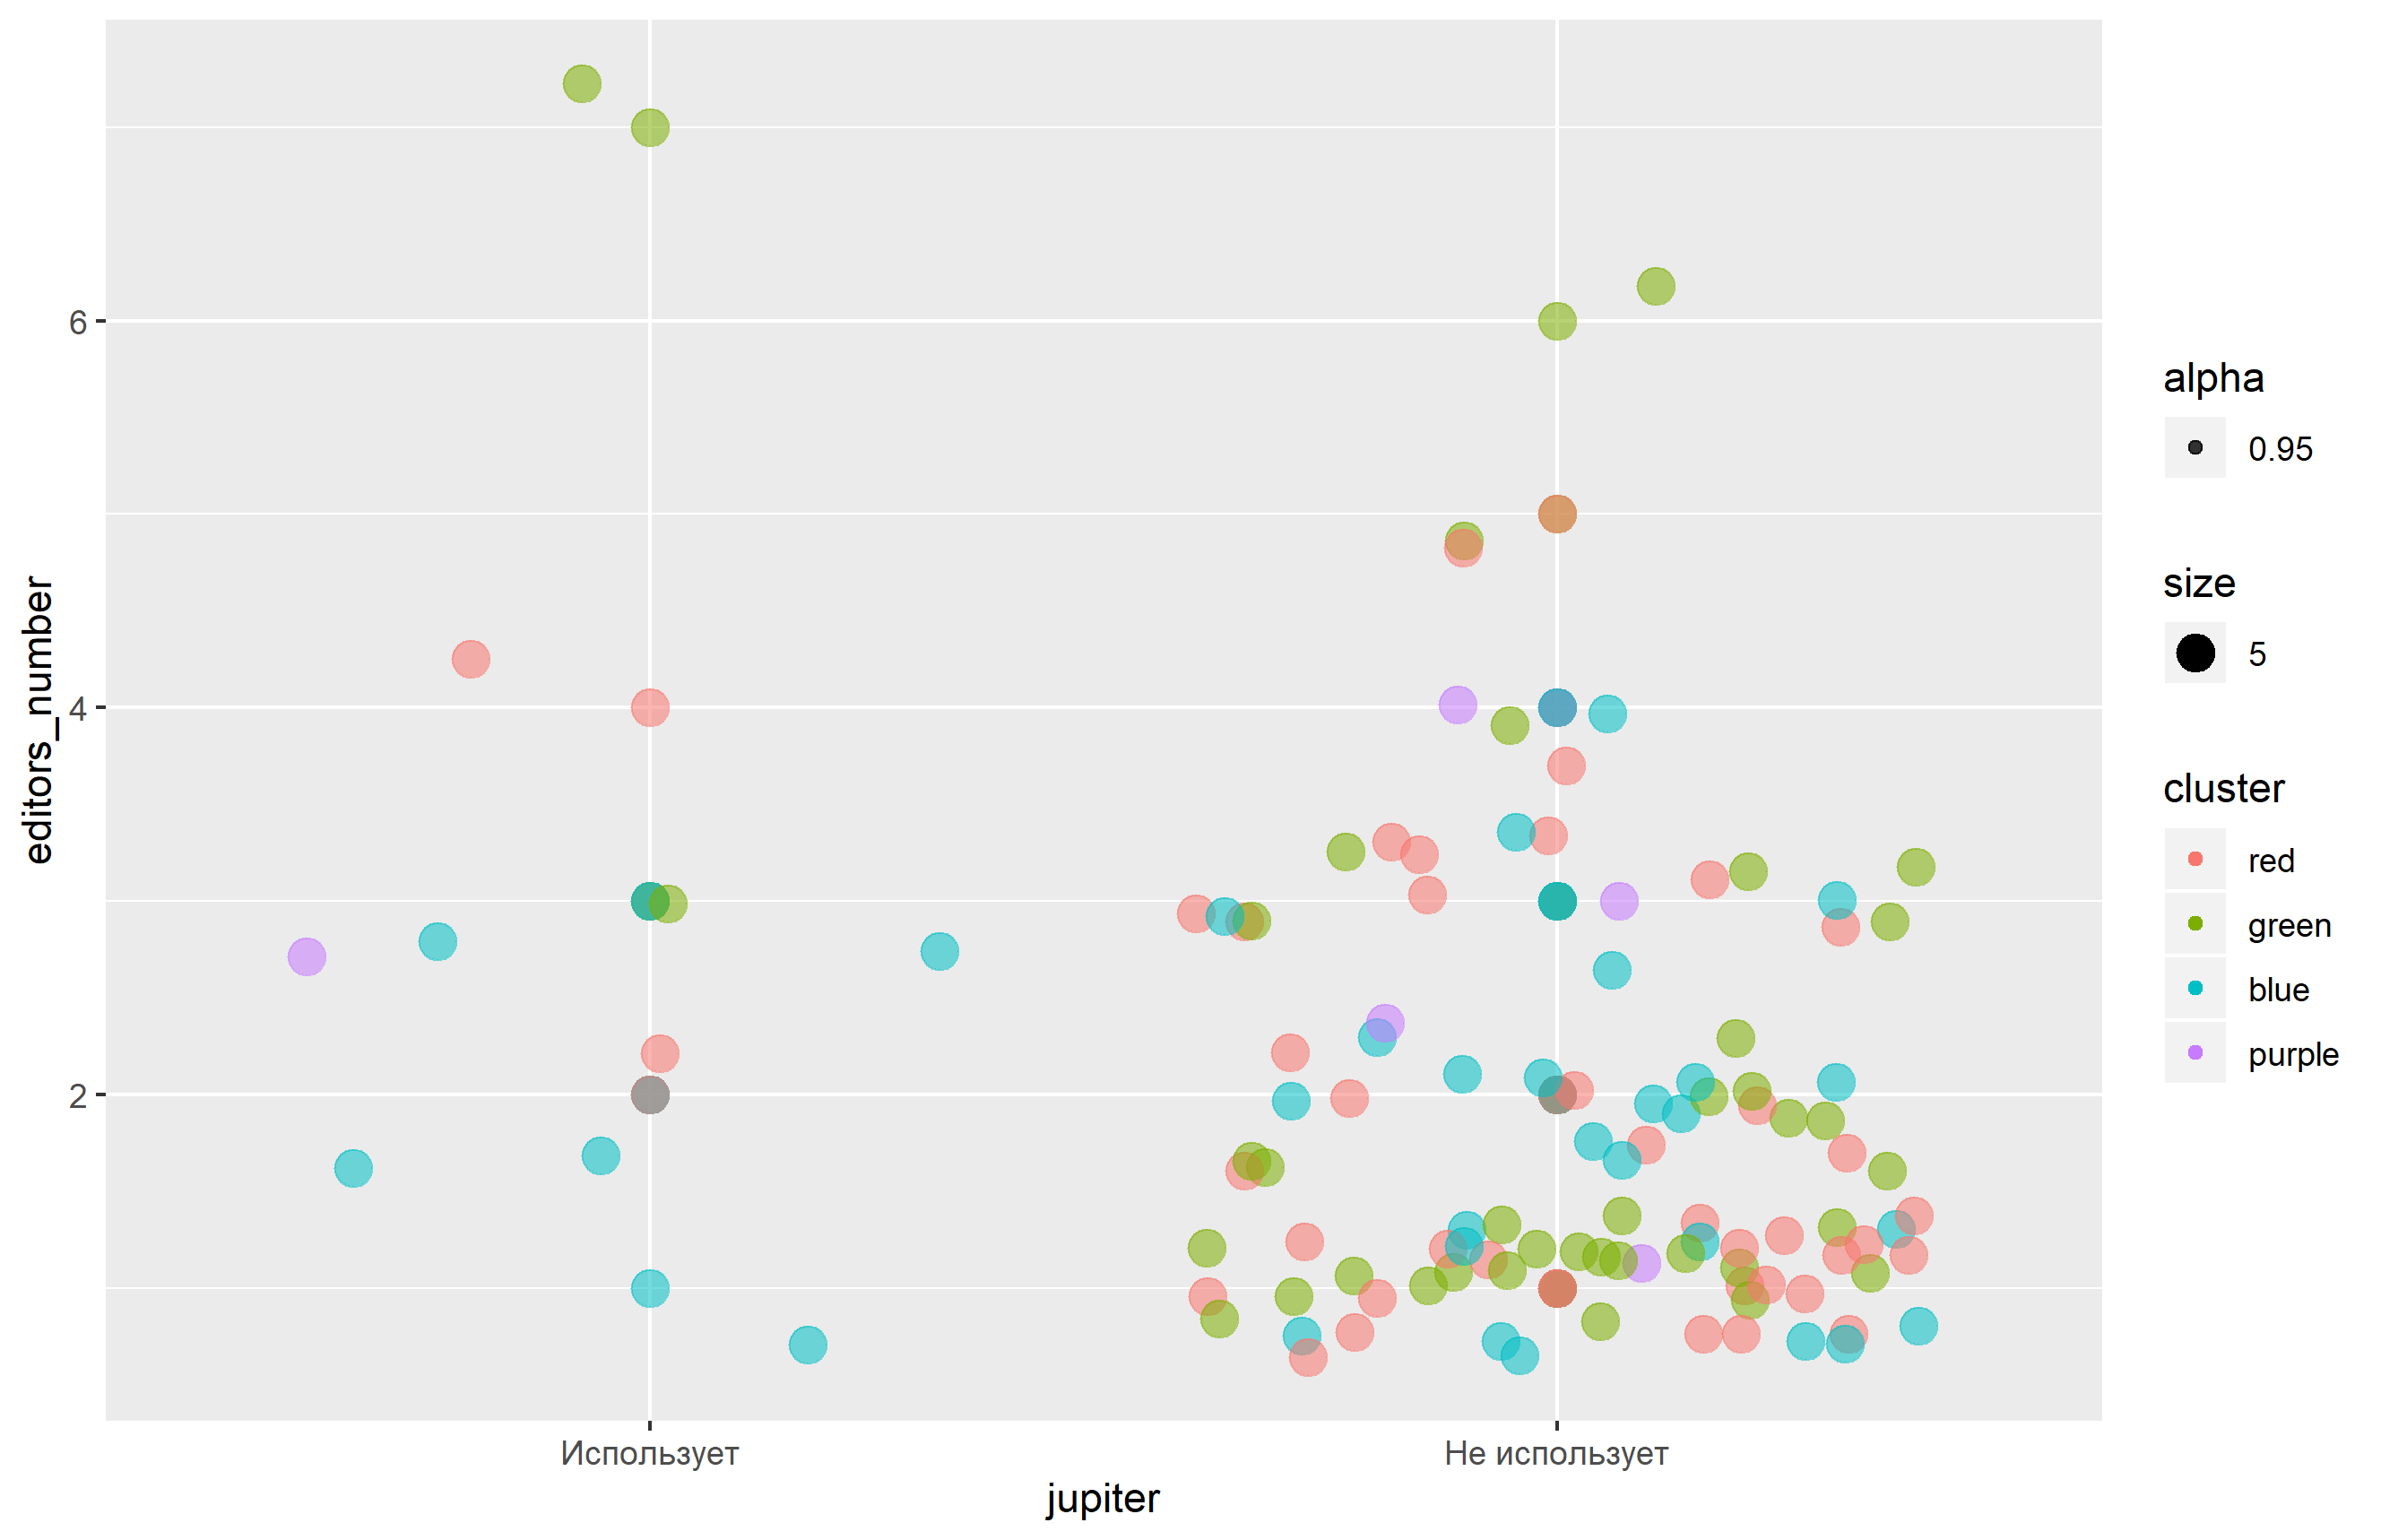 editors_number
6
4
2
Использует
Не использует
jupiter
alpha
0.95
size
5
cluster
red
green
blue
purple